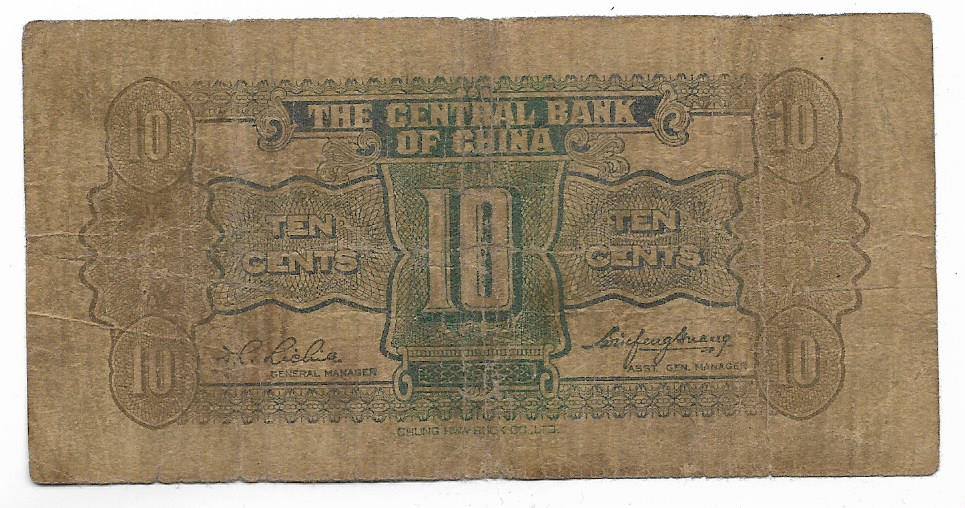 THE CENTRAL BANK
OF CHINA
10
10
10
TEN
CENTS
TEN
CENTS
GENERAL MANAGER
ASST. GEN. MANAGER
10
10
CHUNG HWA BOOK CO., LTD.